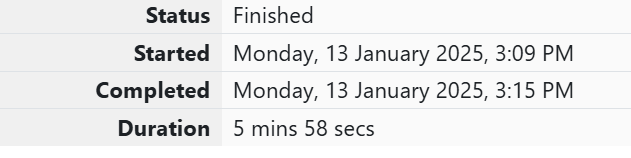 Status Finished
Started Monday, 13 January 2025, 3:09 PM
Completed Monday, 13 January 2025, 3:15 PM
Duration 5 mins 58 secs